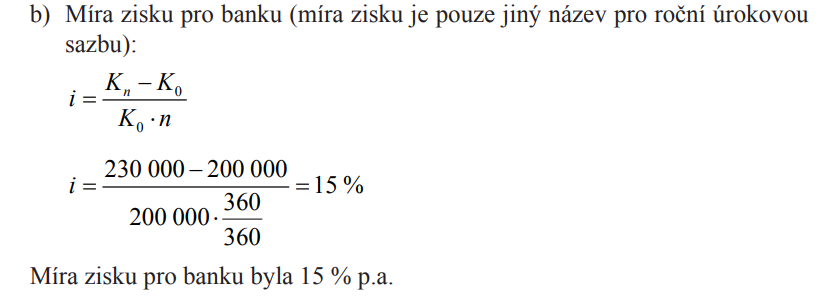 b) Míra zisku pro banku (míra zisku je pouze jiný název pro roční úrokovou
sazbu):
i = \frac{K_n - K_0}{K_0 \cdot n}
i = \frac{230 000 - 200 000}{200 000 \cdot \frac{360}{360}} = 15 %
Míra zisku pro banku byla 15 % p.a.